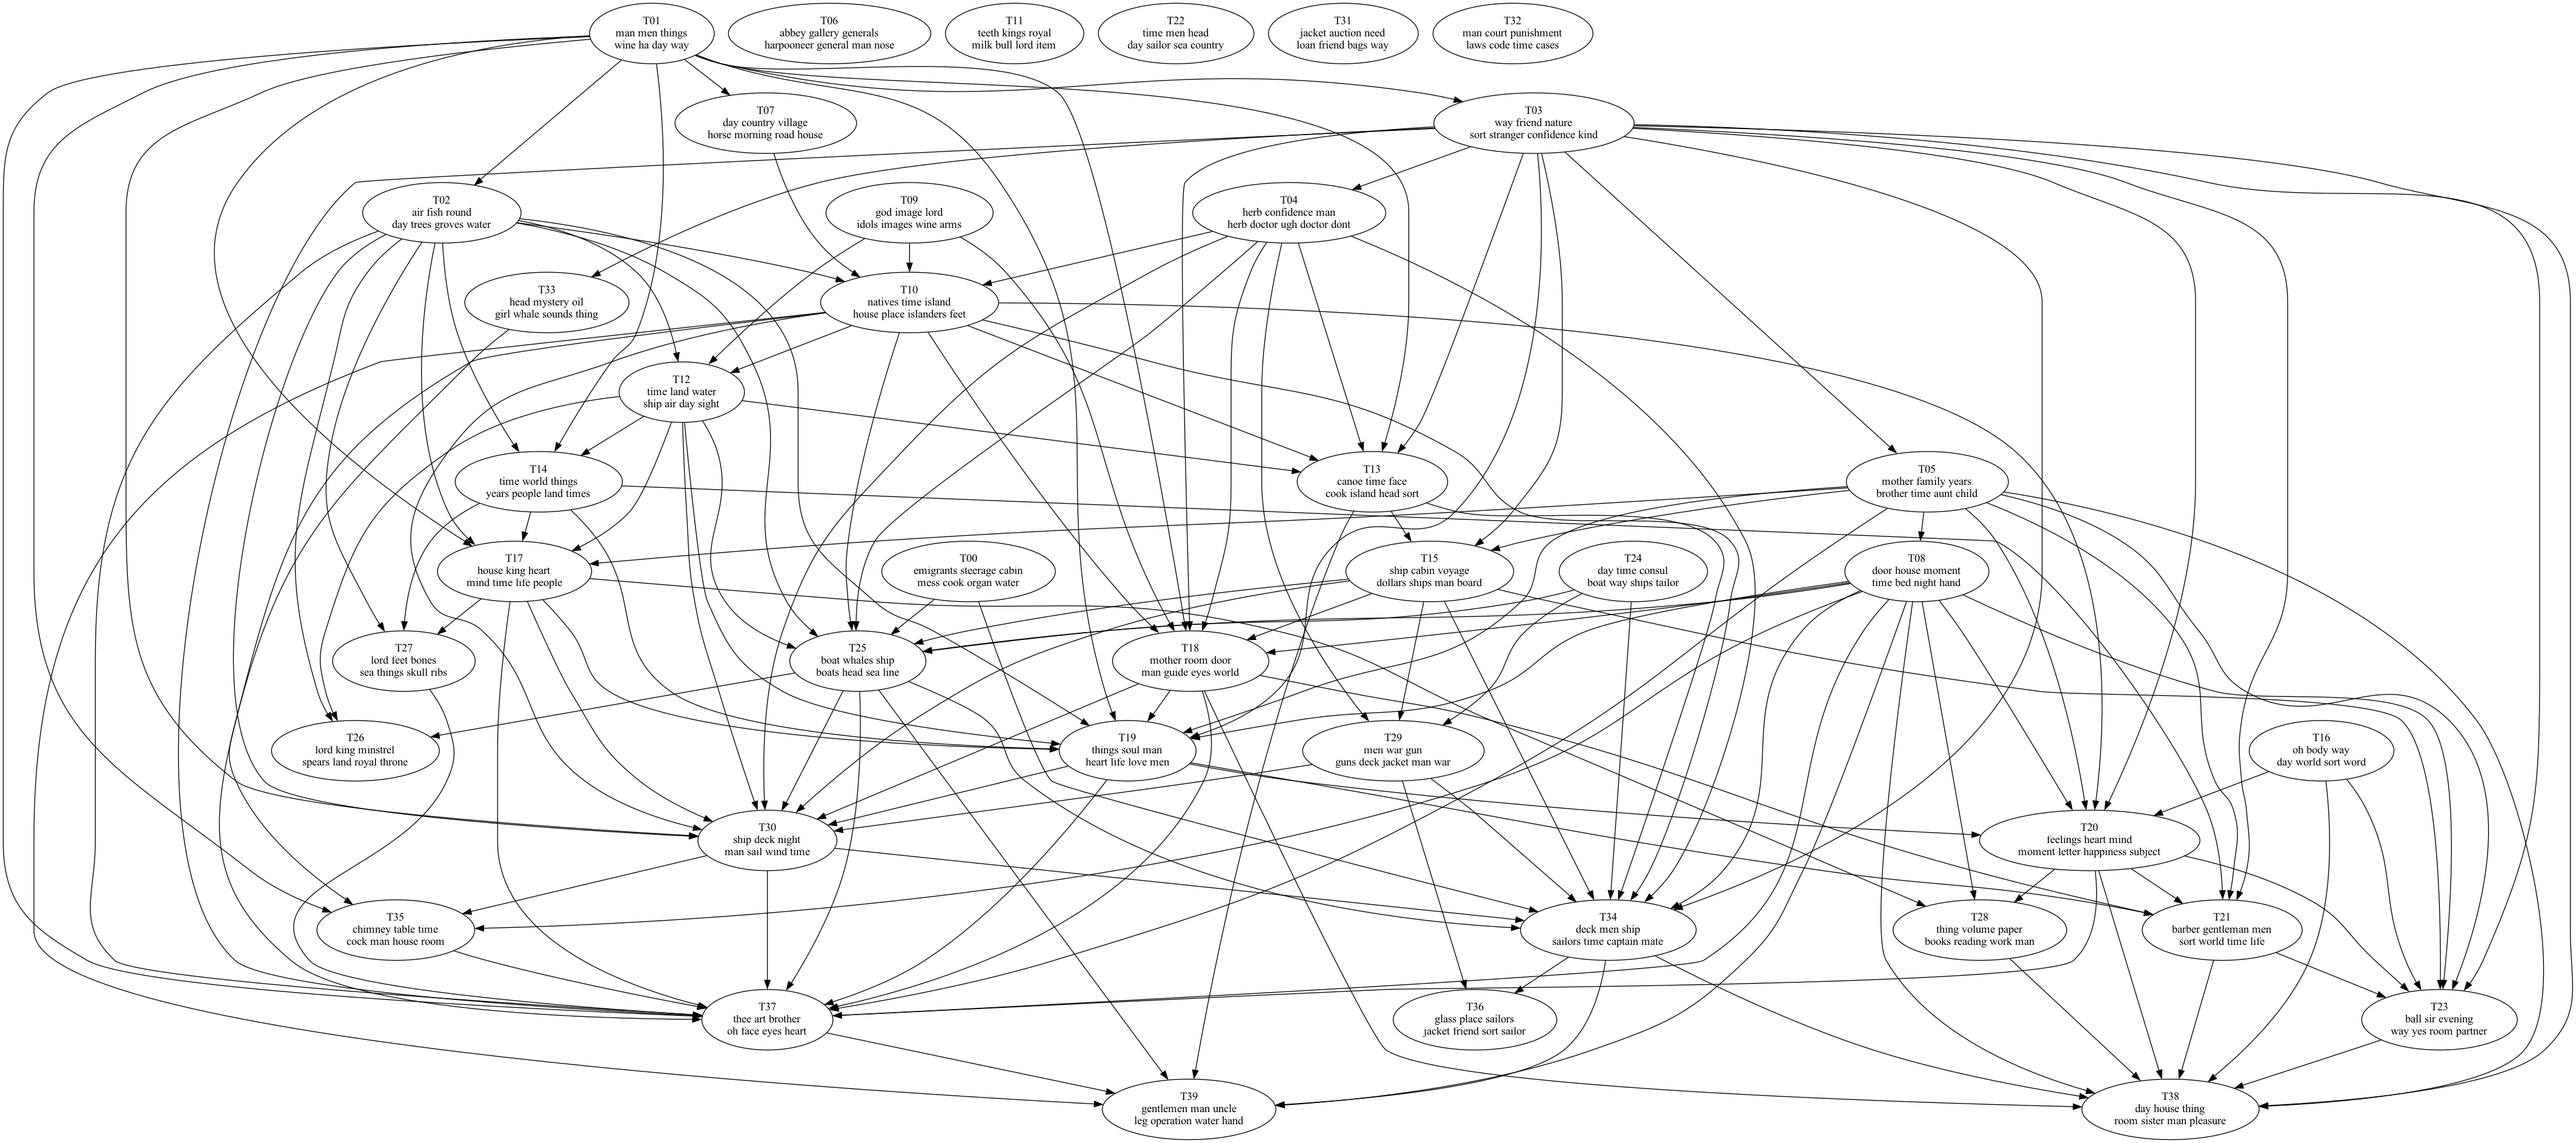 T01
man men things
wine ha day way
T06
abbey gallery generals
harpooneer general man nose
T11
teeth kings royal
milk bull lord item
T22
time men head
day sailor sea country
T31
jacket auction need
loan friend bags way
T32
man court punishment
laws code time cases
T07
day country village
horse morning road house
T03
way friend nature
sort stranger confidence kind
T02
air fish round
day trees groves water
T09
god image lord
idols images wine arms
T04
herb confidence man
herb doctor ugh doctor dont
T33
head mystery oil
girl whale sounds thing
T10
natives time island
house place islanders feet
T12
time land water
ship air day sight
T14
time world things
years people land times
T13
canoe time face
cook island head sort
T05
mother family years
brother time aunt child
T17
house king heart
mind time life people
T00
emigrants steerage cabin
mess cook organ water
T15
ship cabin voyage
dollars ships man board
T24
day time consul
boat way ships tailor
T08
door house moment
time bed night hand
T27
lord feet bones
sea things skull ribs
T25
boat whales ship
boats head sea line
T18
mother room door
man guide eyes world
T26
lord king minstrel
spears land royal throne
T19
things soul man
heart life love men
T29
men war gun
guns deck jacket man war
T16
oh body way
day world sort word
T30
ship deck night
man sail wind time
T20
feelings heart mind
moment letter happiness subject
T35
chimney table time
cock man house room
T34
deck men ship
sailors time captain mate
T28
thing volume paper
books reading work man
T21
barber gentleman men
sort world time life
T37
thee art brother
oh face eyes heart
T36
glass place sailors
jacket friend sort sailor
T23
ball sir evening
way yes room partner
T39
gentlemen man uncle
leg operation water hand
T38
day house thing
room sister man pleasure